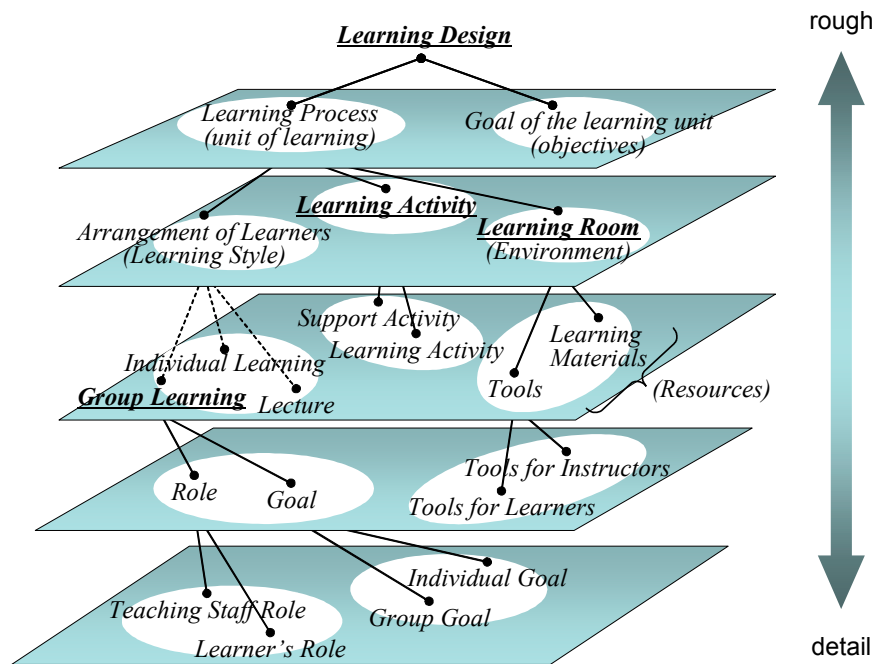 rough
Learning Design
Learning Process
(unit of learning)
Goal of the learning unit
(objectives)
Learning Activity
Arrangement of Learners
(Learning Style)
Learning Room
(Environment)
Support Activity
Learning Activity
Learning
Materials
Individual Learning
Group Learning
Lecture
Tools
(Resources)
Role
Goal
Tools for Instructors
Tools for Learners
Individual Goal
Group Goal
Teaching Staff Role
Learner's Role
detail